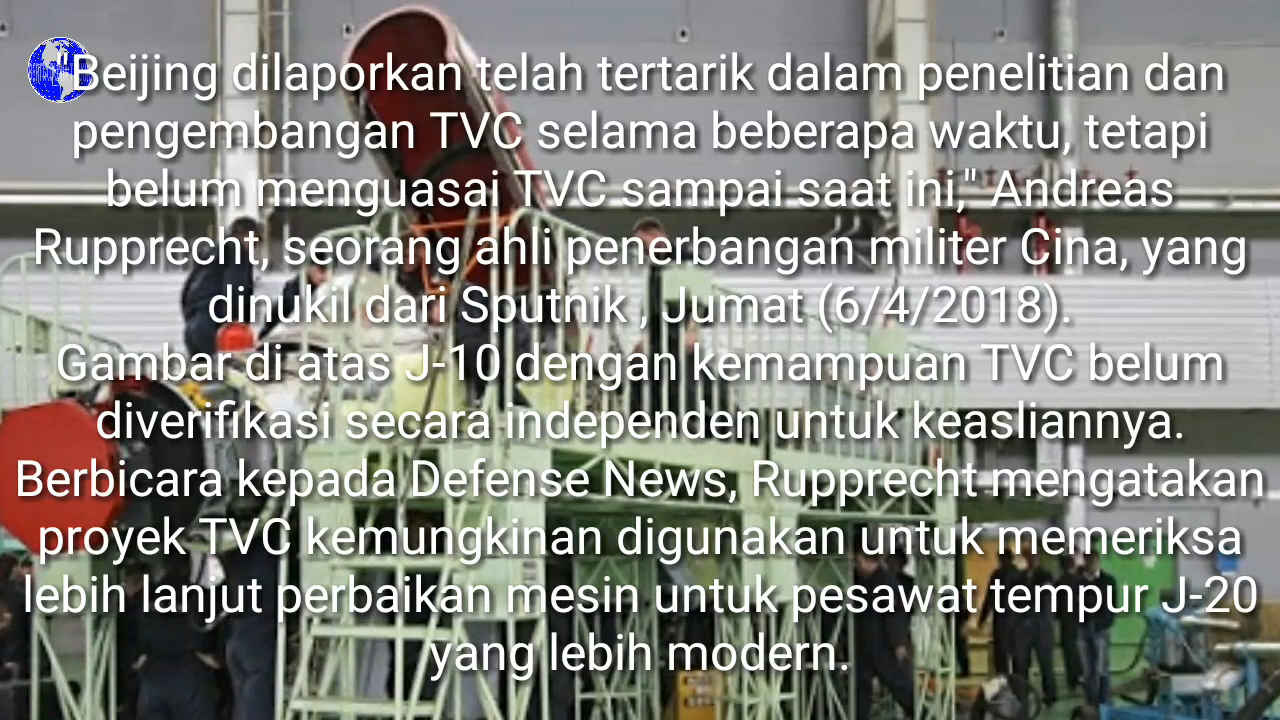 "Beijing dilaporkan telah tertarik dalam penelitian dan
pengembangan TVC selama beberapa waktu, tetapi
belum menguasai TVC sampai saat ini," Andreas
Rupprecht, seorang ahli penerbangan militer Cina, yang
dinukil dari Sputnik , Jumat (6/4/2018).
Gambar di atas J-10 dengan kemampuan TVC belum
diverifikasi secara independen untuk keasliannya.
Berbicara kepada Defense News, Rupprecht mengatakan
proyek TVC kemungkinan digunakan untuk memeriksa
lebih lanjut perbaikan mesin untuk pesawat tempur J-20
yang lebih modern.